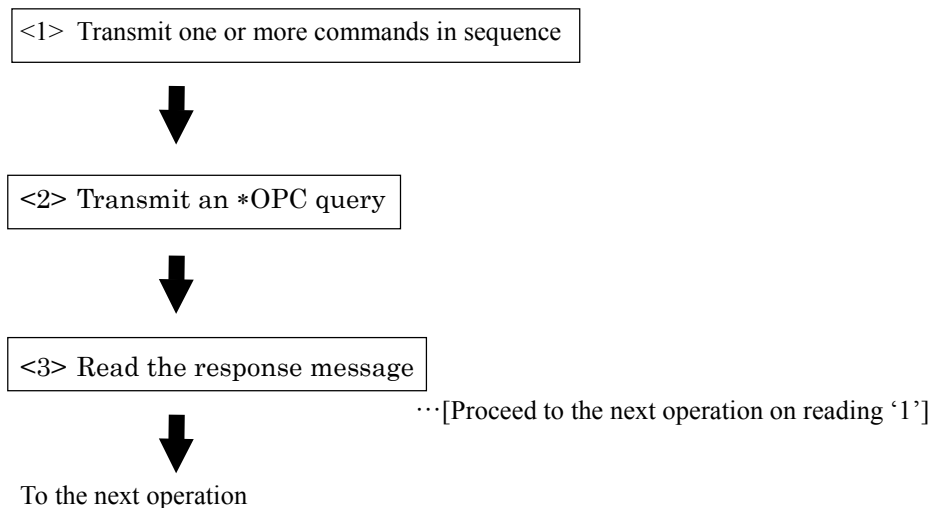 <1> Transmit one or more commands in sequence
<2> Transmit an *OPC query
<3> Read the response message
⋯[Proceed to the next operation on reading ‘1’]
To the next operation